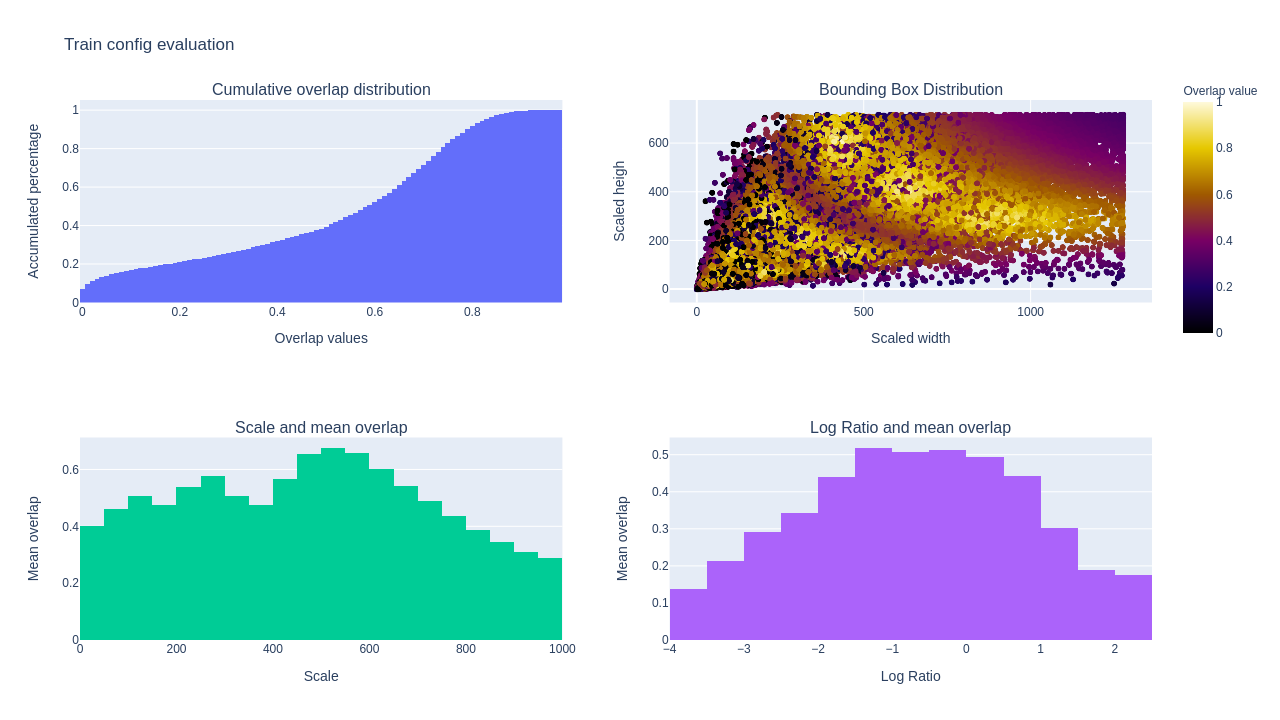 Train config evaluation
Cumulative overlap distribution
Accumulated percentage
1
0.8
0.6
0.4
0.2
0
0 0.2 0.4 0.6 0.8
Overlap values
Bounding Box Distribution
Scaled heigh
600
400
200
0
0 500 1000
Scaled width
Overlap value
1
0.8
0.6
0.4
0.2
0
Scale and mean overlap
Mean overlap
0.6
0.4
0.2
0
0 200 400 600 800 1000
Scale
Log Ratio and mean overlap
Mean overlap
0.5
0.4
0.3
0.2
0.1
0
−4 −3 −2 −1 0 1 2
Log Ratio